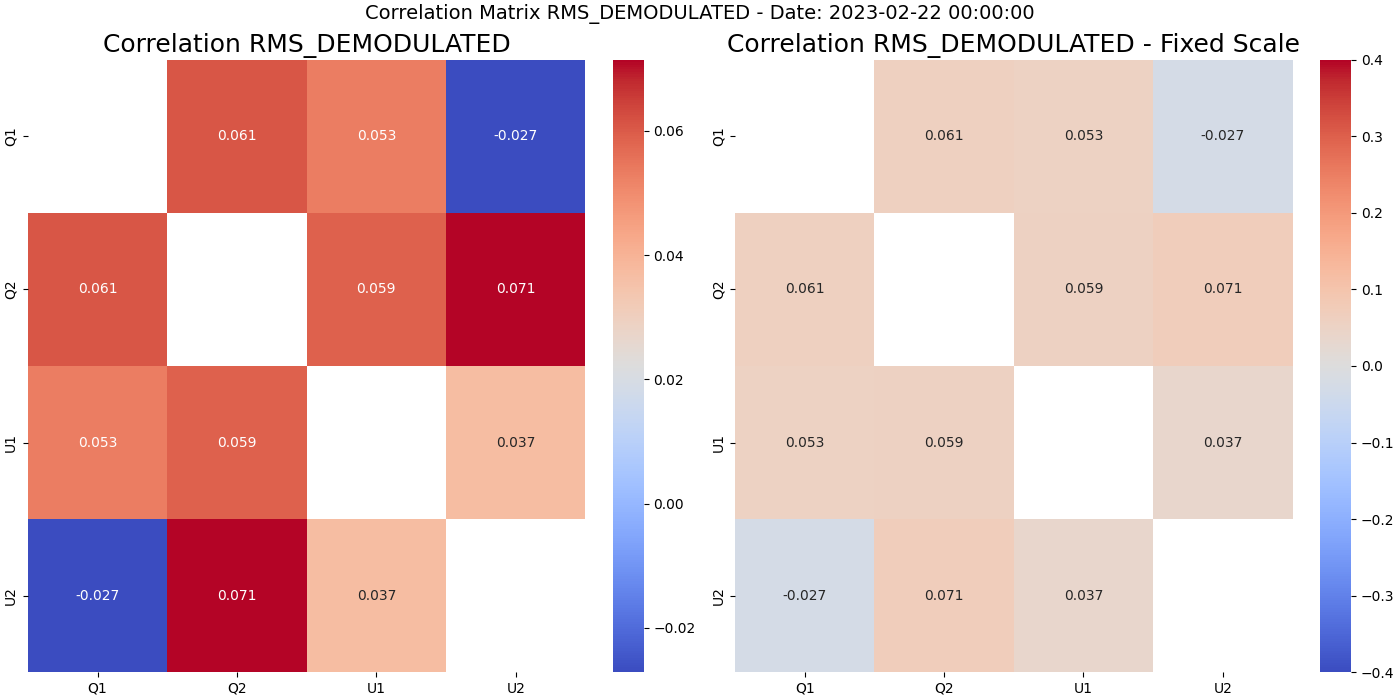 Correlation Matrix RMS_DEMODULATED - Date: 2023-02-22 00:00:00
Correlation RMS_DEMODULATED
Q1
0.061
0.053
-0.027
Q2
0.061
0.059
0.071
U1
0.053
0.059
0.037
U2
-0.027
0.071
0.037
Q1
Q2
U1
U2
0.06
0.04
0.02
0.00
−0.02
Correlation RMS_DEMODULATED - Fixed Scale
Q1
0.061
0.053
-0.027
Q2
0.061
0.059
0.071
U1
0.053
0.059
0.037
U2
-0.027
0.071
0.037
Q1
Q2
U1
U2
0.4
0.3
0.2
0.1
0.0
−0.1
−0.2
−0.3
−0.4